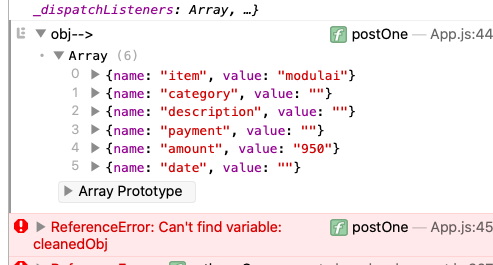 _dispatchListeners: Array, …}
obj--> f postOne — App.js:44
Array (6)
0 {name: "item", value: "modulai"}
1 {name: "category", value: ""}
2 {name: "description", value: ""}
3 {name: "payment", value: ""}
4 {name: "amount", value: "950"}
5 {name: "date", value: ""}
Array Prototype
ReferenceError: Can't find variable: f postOne — App.js:45
cleanedObj